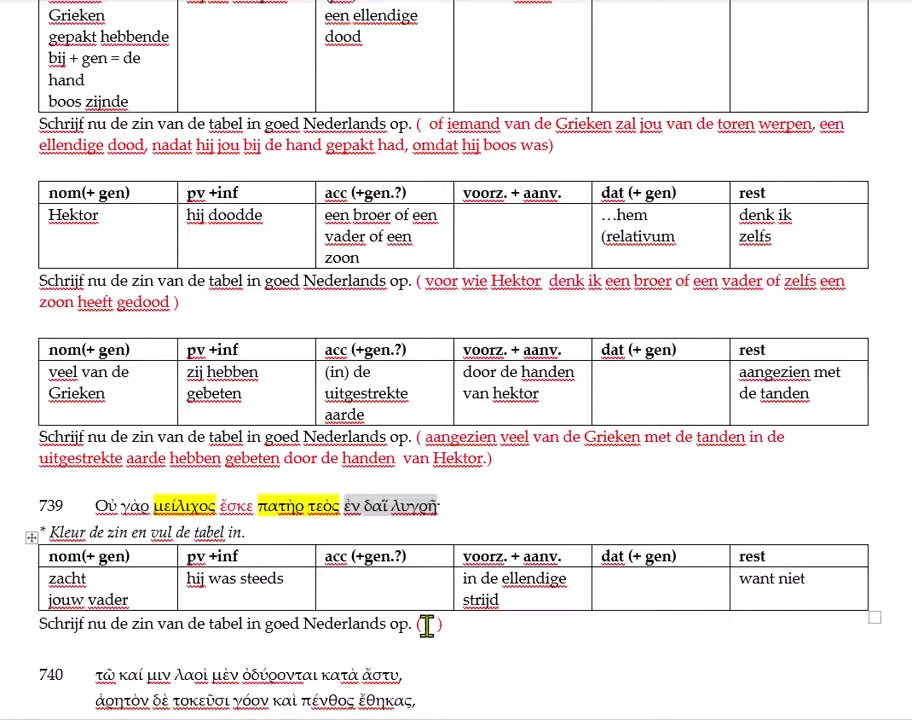 Grieken een ellendige
gepakt hebbende dood
bij + gen = de
hand
boos zijnde
Schrijf nu de zin van de tabel in goed Nederlands op. ( of iemand van de Grieken zal jou van de toren werpen, een
ellendige dood, nadat hij jou bij de hand gepakt had, omdat hij boos was)
nom(+ gen) pv +inf acc (+gen.?) voorz. + aanv. dat (+ gen) rest
Hektor hij doodde een broer of een …hem denk ik
vader of een (relativum zelfs
zoon
Schrijf nu de zin van de tabel in goed Nederlands op. ( voor wie Hektor denk ik een broer of een vader of zelfs een
zoon heeft gedood )
nom(+ gen) pv +inf acc (+gen.?) voorz. + aanv. dat (+ gen) rest
veel van de zij hebben (in) de door de handen aangezien met
Grieken gebeten uitgestrekte van hektor de tanden
aarde
Schrijf nu de zin van de tabel in goed Nederlands op. ( aangezien veel van de Grieken met de tanden in de
uitgestrekte aarde hebben gebeten door de handen van Hektor.)
739 Οὐ γὰρ μείλιχος ἔσκε πατὴρ τεὸς ἐν δαῒ λυγρῇ·
* Kleur de zin en vul de tabel in.
nom(+ gen) pv +inf acc (+gen.?) voorz. + aanv. dat (+ gen) rest
zacht hij was steeds in de ellendige want niet
jouw vader strijd
Schrijf nu de zin van de tabel in goed Nederlands op. ( )
740 τῶ καί μιν λαοὶ μὲν ὀδύρονται κατὰ ἄστυ,
ἀρητὸν δὲ τοκεῦσι γόον καὶ πένθος ἔθηκας,